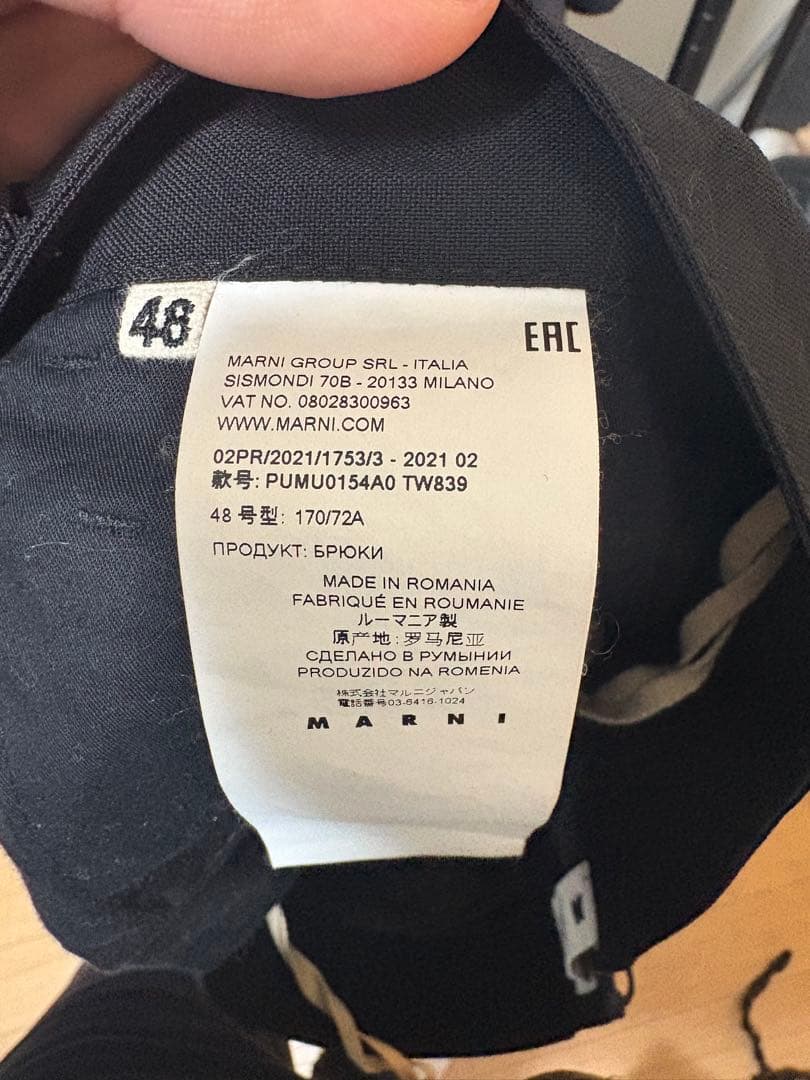 48
EAC
MARNI GROUP SRL - ITALIA
SISMONDI 70B - 20133 MILANO
VAT NO. 08028300963
WWW.MARNI.COM
02PR/2021/1753/3 - 2021 02
款号: PUMU0154A0 TW839
48 号型: 170/72A
ПРОДУКТ: БРЮКИ
MADE IN ROMANIA
FABRIQUÉ EN ROUMANIE
ルーマニア製
原产地: 罗马尼亚
СДЕЛАНО В РУМЫНИИ
PRODUZIDO NA ROMENIA
株式会社マルニジャパン
電話番号03-6416-1024
MARNI